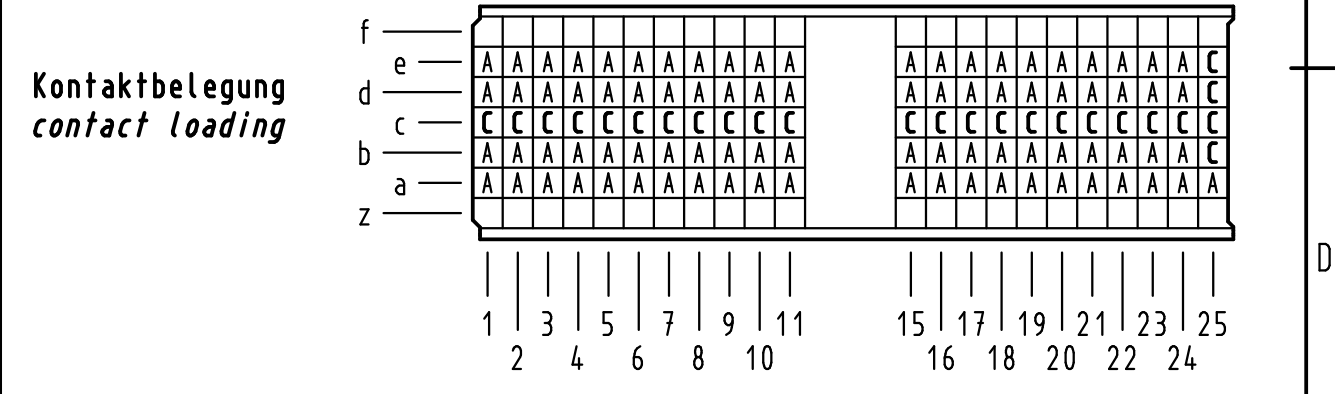 f
e A A A A A A A A A A A A A A A A A A A A A C
d A A A A A A A A A A A A A A A A A A A A A C
Kontaktbelegung
contact loading
c C C C C C C C C C C C C C C C C C C C C C C
b A A A A A A A A A A A A A A A A A A A A A C
a A A A A A A A A A A A A A A A A A A A A A A
z
D
1 3 5 7 9 11 15 17 19 21 23 25
2 4 6 8 10 16 18 20 22 24